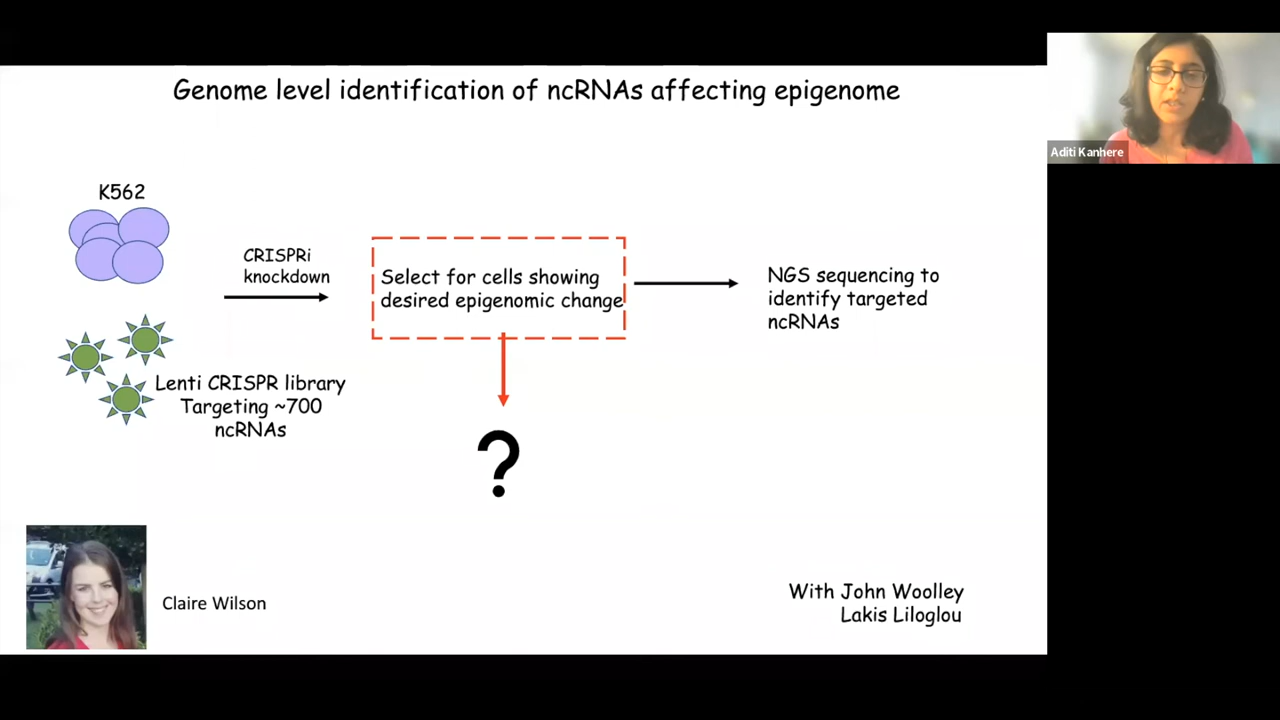 Genome level identification of ncRNAs affecting epigenome
Aditi Kanhere
K562
CRISPRi
knockdown
Select for cells showing
desired epigenomic change
NGS sequencing to
identify targeted
ncRNAs
Lenti CRISPR library
Targeting ~700
ncRNAs
?
Claire Wilson
With John Woolley
Lakis Liloglou